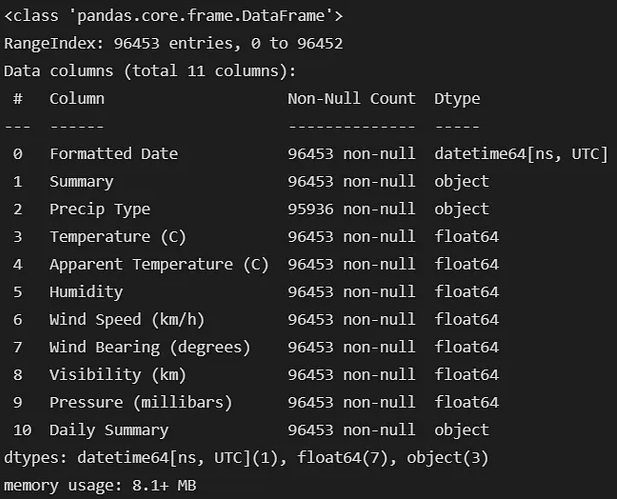 <class 'pandas.core.frame.DataFrame'>
RangeIndex: 96453 entries, 0 to 96452
Data columns (total 11 columns):
 #   Column                    Non-Null Count  Dtype
---  ------                    --------------  -----
 0   Formatted Date            96453 non-null  datetime64[ns, UTC]
 1   Summary                   96453 non-null  object
 2   Precip Type               95936 non-null  object
 3   Temperature (C)           96453 non-null  float64
 4   Apparent Temperature (C)  96453 non-null  float64
 5   Humidity                  96453 non-null  float64
 6   Wind Speed (km/h)         96453 non-null  float64
 7   Wind Bearing (degrees)    96453 non-null  float64
 8   Visibility (km)           96453 non-null  float64
 9   Pressure (millibars)      96453 non-null  float64
 10  Daily Summary             96453 non-null  object
dtypes: datetime64[ns, UTC](1), float64(7), object(3)
memory usage: 8.1+ MB